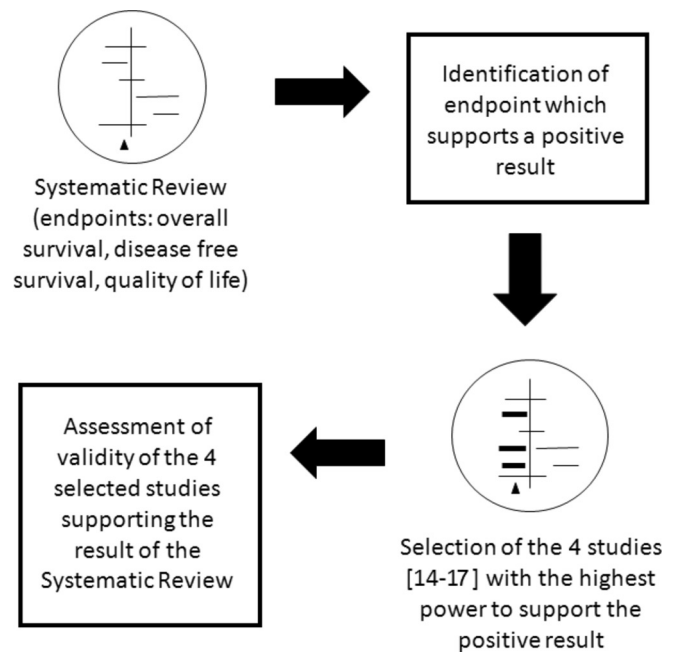 Systematic Review
(endpoints: overall
survival, disease free
survival, quality of life)
Identification of
endpoint which
supports a positive
result
Selection of the 4 studies
[14-17] with the highest
power to support the
positive result
Assessment of
validity of the 4
selected studies
supporting the
result of the
Systematic Review